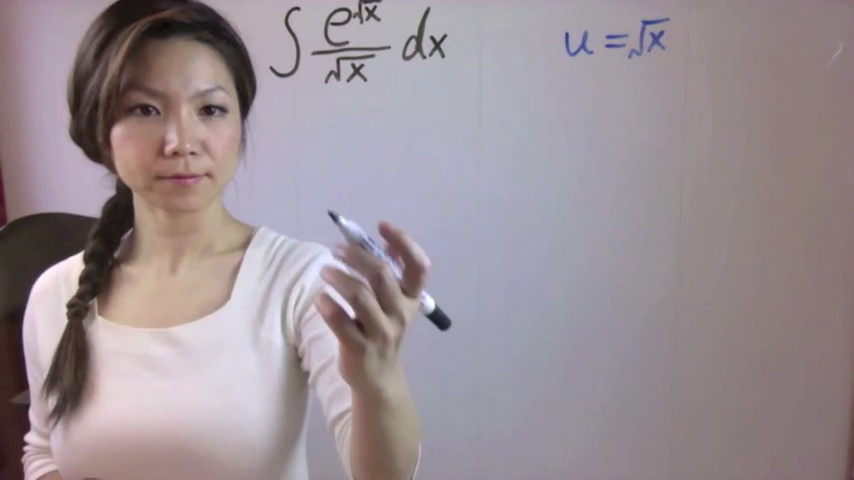 ∫ e^√x / √x dx
u = √x